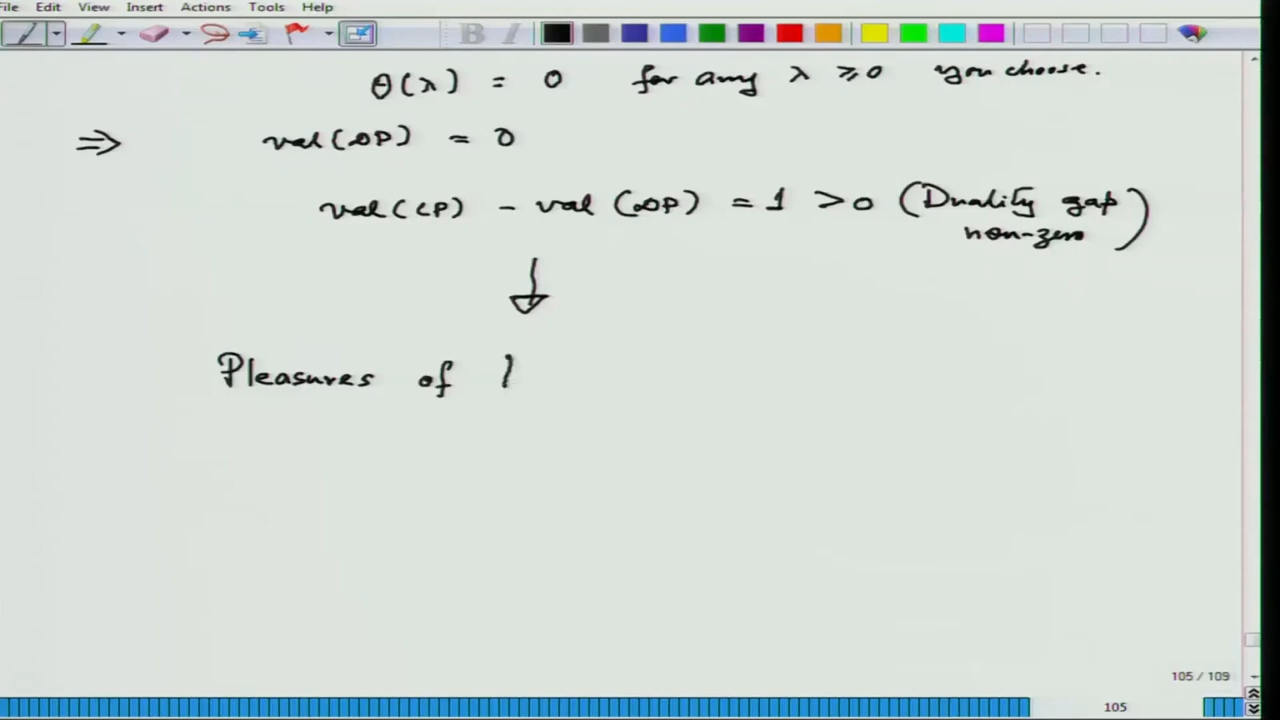 File Edit View Insert Actions Tools Help
B I
θ(λ) = 0 for any λ ≥ 0 you choose.
⇒ val(DP) = 0
val(CP) - val(DP) = 1 > 0 (Duality gap
non-zero)
↓
Pleasures of
105 / 109
105